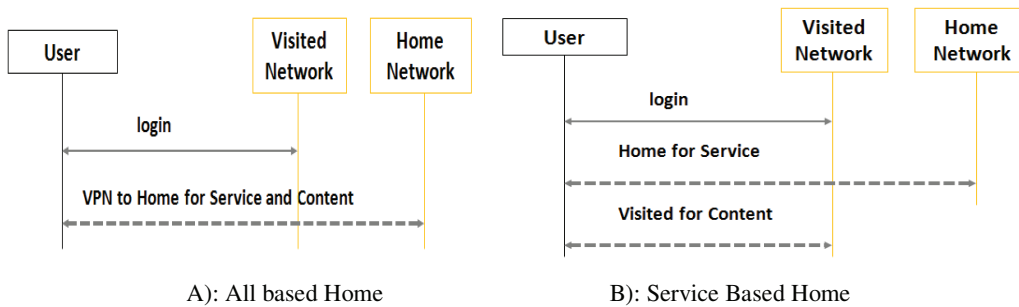 User
Visited
Network
Home
Network
login
VPN to Home for Service and Content
A): All based Home
User
Visited
Network
Home
Network
login
Home for Service
Visited for Content
B): Service Based Home